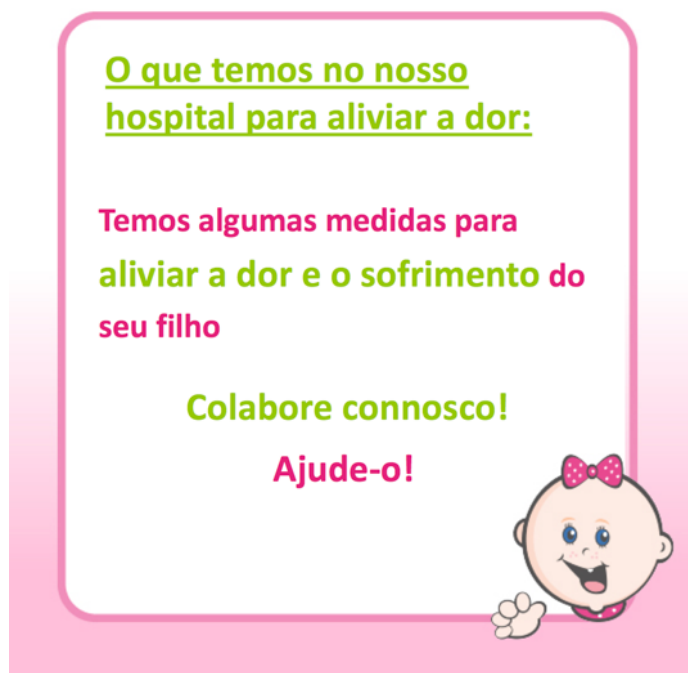 O que temos no nosso
hospital para aliviar a dor:
Temos algumas medidas para
aliviar a dor e o sofrimento do
seu filho
Colabore connosco!
Ajude-o!